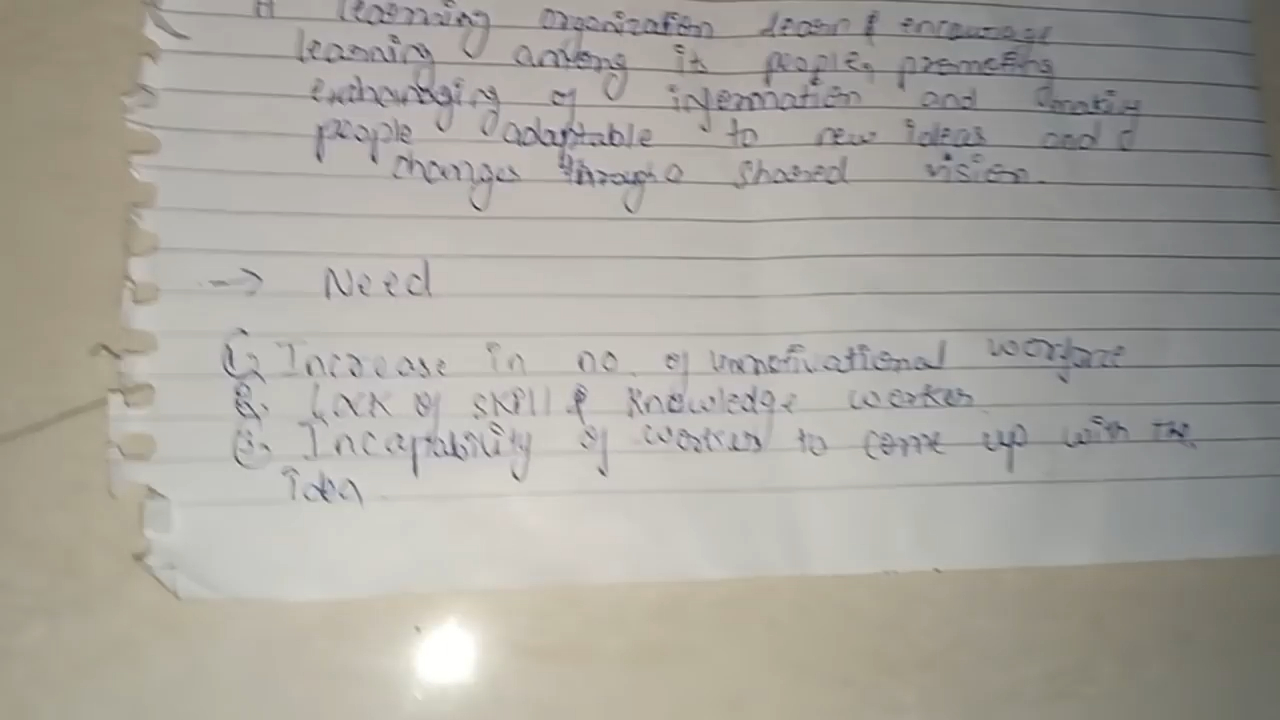 A learning organization learn & encourage
learning among its people, promoting
exchanging of information and making
people adaptable to new ideas and
changes through shared vision.
→ Need
1. Increase in no. of unmotivational workforce
2. Lack of skill & knowledge worker
3. Incapability of worker to come up with the
idea